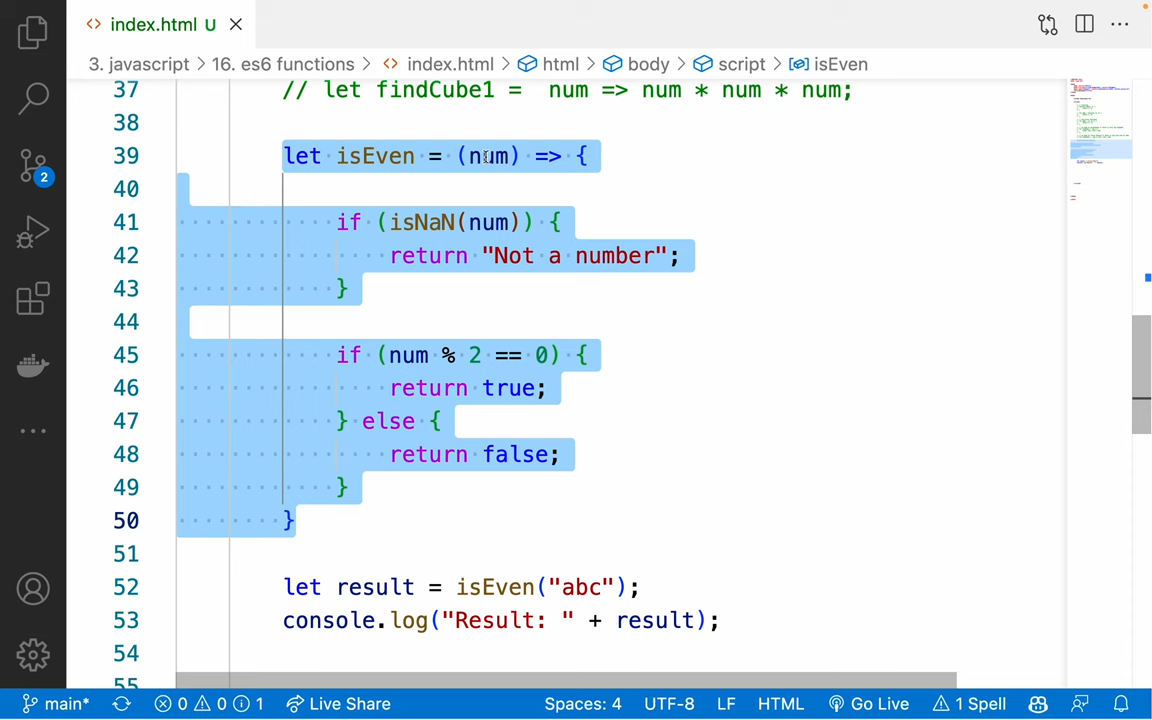 index.html U
3. javascript > 16. es6 functions > index.html > html > body > script > isEven
37 // let findCube1 = num => num * num * num;
38
39 let isEven = (num) => {
40
41 if (isNaN(num)) {
42 return "Not a number";
43 }
44
45 if (num % 2 == 0) {
46 return true;
47 } else {
48 return false;
49 }
50 }
51
52 let result = isEven("abc");
53 console.log("Result: " + result);
54
55
2
main* 0 0 1 Live Share Spaces: 4 UTF-8 LF HTML Go Live 1 Spell